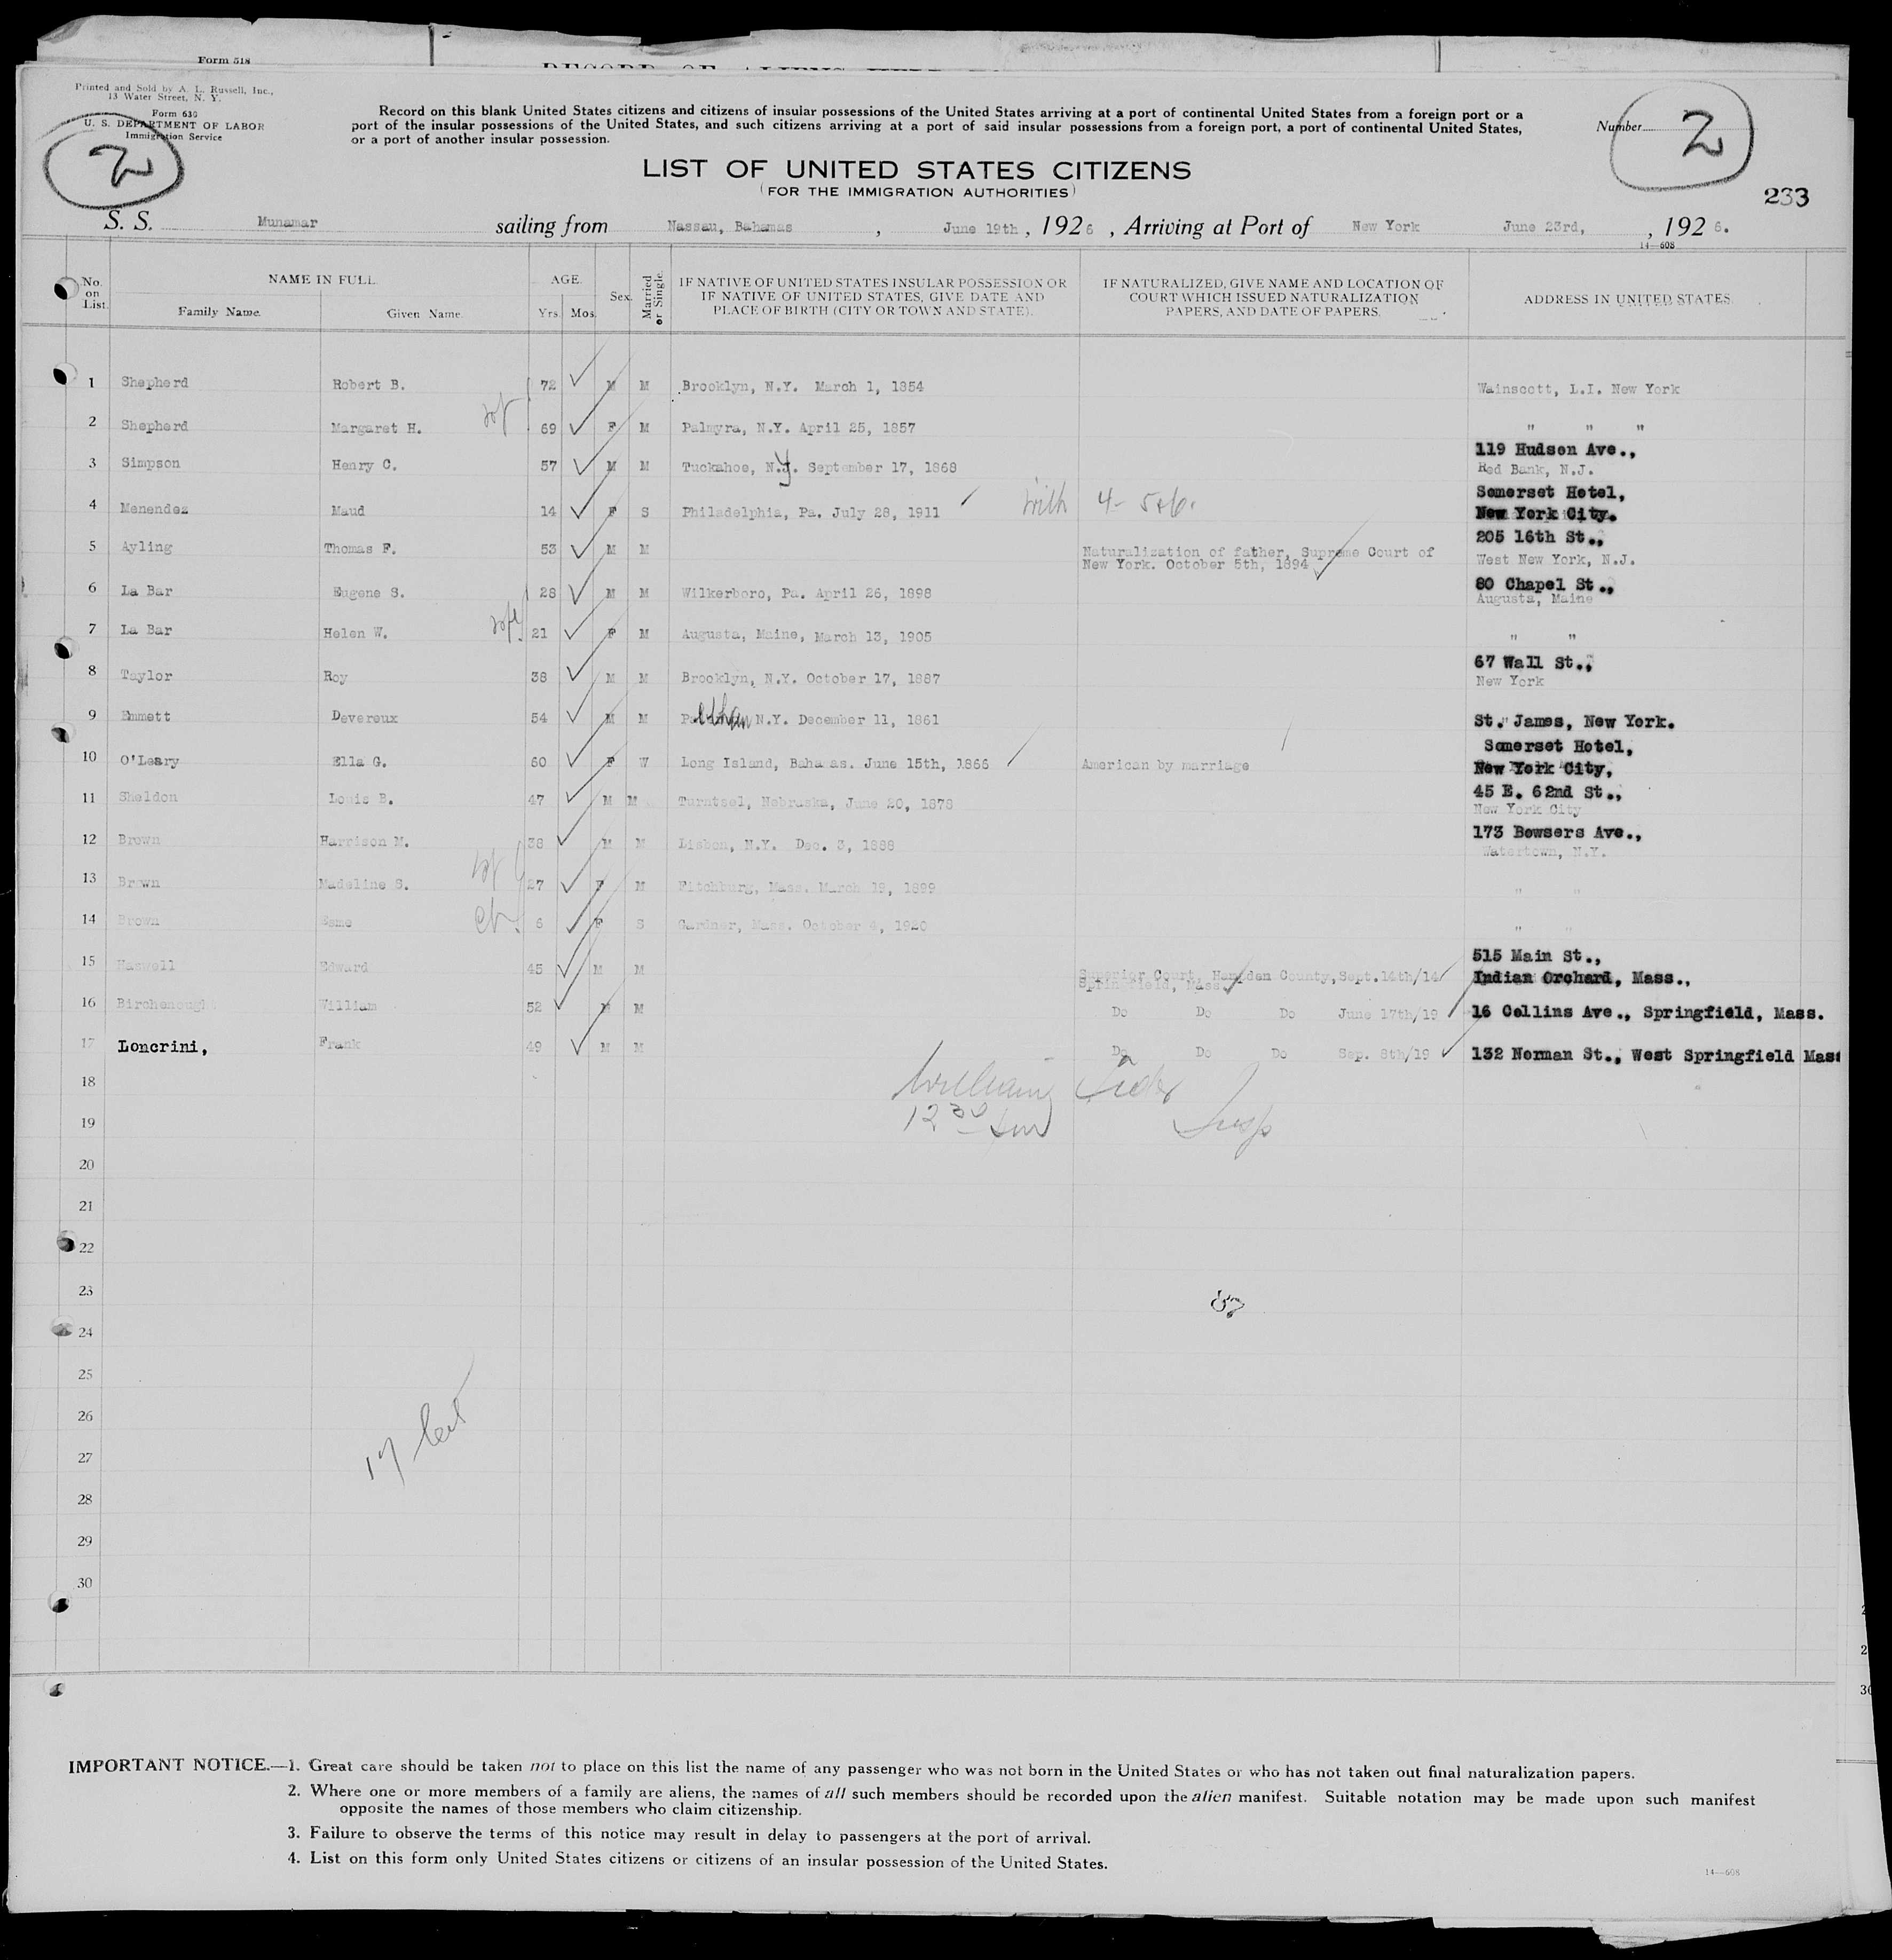 Form 518
Printed and Sold by A. L. Russell, Inc.,
13 Water Street, N. Y.
Form 630
U. S. DEPARTMENT OF LABOR
Immigration Service
2
Record on this blank United States citizens and citizens of insular possessions of the United States arriving at a port of continental United States from a foreign port or a
port of the insular possessions of the United States, and such citizens arriving at a port of said insular possessions from a foreign port, a port of continental United States,
or a port of another insular possession.
Number 2
LIST OF UNITED STATES CITIZENS
(FOR THE IMMIGRATION AUTHORITIES)
233
S. S. Munamar sailing from Nassau, Bahamas, June 19th, 1926, Arriving at Port of New York June 23rd, , 1926.
14—608
No. on List. NAME IN FULL. Family Name. Given Name. AGE. Yrs. Mos. Sex. Married or Single. IF NATIVE OF UNITED STATES INSULAR POSSESSION OR IF NATIVE OF UNITED STATES, GIVE DATE AND PLACE OF BIRTH (CITY OR TOWN AND STATE). IF NATURALIZED, GIVE NAME AND LOCATION OF COURT WHICH ISSUED NATURALIZATION PAPERS, AND DATE OF PAPERS. ADDRESS IN UNITED STATES.
1 Shepherd Robert B. 72 M M Brooklyn, N.Y. March 1, 1854 Wainscott, L.I. New York
2 Shepherd Margaret H. 69 F M Palmyra, N.Y. April 25, 1857 " " "
3 Simpson Henry C. 57 M M Tuckahoe, N.Y. September 17, 1868 119 Hudson Ave., Red Bank, N.J.
4 Menendez Maud 14 F S Philadelphia, Pa. July 28, 1911 with 4- 5+6. Somerset Hotel, New York City.
5 Ayling Thomas F. 53 M M Naturalization of father, Supreme Court of New York. October 5th, 1894 205 16th St., West New York, N.J.
6 La Bar Eugene S. 28 M M Wilkerboro, Pa. April 26, 1898 80 Chapel St., Augusta, Maine
7 La Bar Helen W. 21 F M Augusta, Maine, March 13, 1905 " "
8 Taylor Roy 38 M M Brooklyn, N.Y. October 17, 1887 67 Wall St., New York
9 Emmett Devereux 54 M M Pelham N.Y. December 11, 1861 St. James, New York.
10 O'Leary Ella G. 60 F W Long Island, Baha as. June 15th, 1866 American by marriage Somerset Hotel, New York City,
11 Sheldon Louis B. 47 M M Turntsel, Nebraska, June 20, 1878 45 E. 62nd St., New York City
12 Brown Harrison M. 38 M M Lisbon, N.Y. Dec. 3, 1888 173 Bowsers Ave., Watertown, N.Y.
13 Brown Madeline S. 27 F M Fitchburg, Mass. March 19, 1899 " "
14 Brown Esme 6 F S Gardner, Mass. October 4, 1920 " "
15 Haswell Edward 45 M M Superior Court, Hampden County, Sept.14th/14 Springfield, Mass. 515 Main St., Indian Orchard, Mass.,
16 Birchenough William 52 M M Do Do Do June 17th/19 16 Collins Ave., Springfield, Mass.
17 Loncrini, Frank 49 M M Do Do Do Sep. 8th/19 132 Norman St., West Springfield Mass
18
19
20
21
22
23
24
25
26
27
28
29
30
IMPORTANT NOTICE.—1. Great care should be taken not to place on this list the name of any passenger who was not born in the United States or who has not taken out final naturalization papers.
2. Where one or more members of a family are aliens, the names of all such members should be recorded upon the alien manifest. Suitable notation may be made upon such manifest
opposite the names of those members who claim citizenship.
3. Failure to observe the terms of this notice may result in delay to passengers at the port of arrival.
4. List on this form only United States citizens or citizens of an insular possession of the United States.
14—608